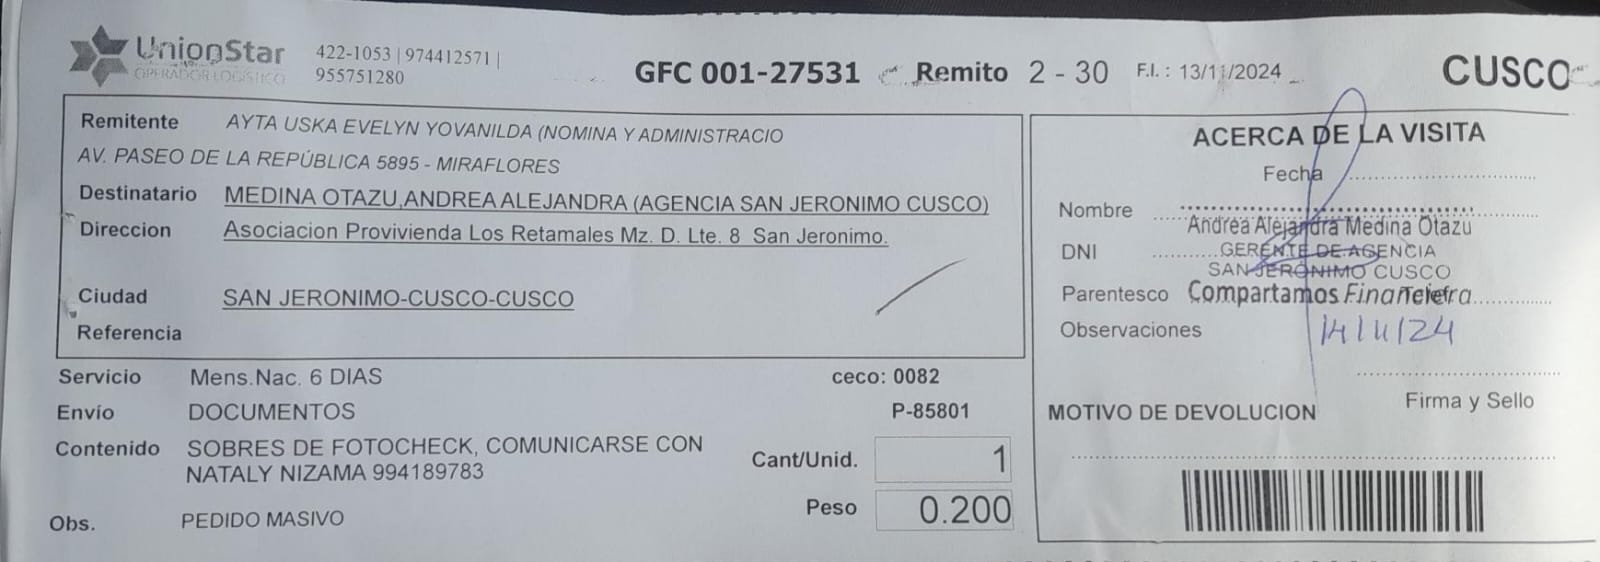 UnionStar
OPERADOR LOGISTICO
422-1053 | 974412571 |
955751280
GFC 001-27531 Remito 2 - 30 F.I. : 13/11/2024 CUSCO
Remitente AYTA USKA EVELYN YOVANILDA (NOMINA Y ADMINISTRACIO
AV. PASEO DE LA REPÚBLICA 5895 - MIRAFLORES
Destinatario MEDINA OTAZU,ANDREA ALEJANDRA (AGENCIA SAN JERONIMO CUSCO)
Direccion Asociacion Provivienda Los Retamales Mz. D. Lte. 8 San Jeronimo.
Ciudad SAN JERONIMO-CUSCO-CUSCO
Referencia
Servicio Mens.Nac. 6 DIAS ceco: 0082
Envío DOCUMENTOS P-85801
Contenido SOBRES DE FOTOCHECK, COMUNICARSE CON
NATALY NIZAMA 994189783
Cant/Unid. 1
Peso 0.200
Obs. PEDIDO MASIVO
ACERCA DE LA VISITA
Fecha
Nombre
Andrea Alejandra Medina Otazu
DNI GERENTE DE AGENCIA
SAN JERÓNIMO CUSCO
Parentesco Compartamos Financiera
Observaciones 14/11/24
Firma y Sello
MOTIVO DE DEVOLUCION